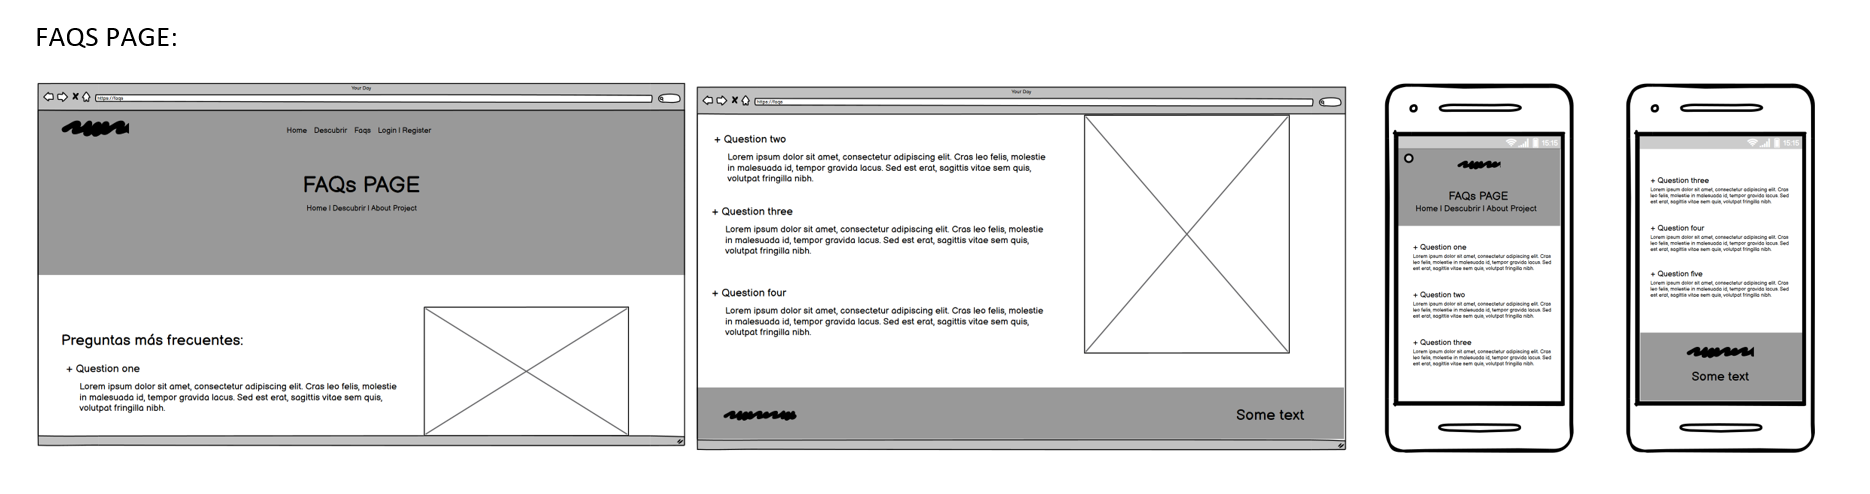 FAQS PAGE:
Your Day
https://faqs
Home Descubrir Faqs Login I Register
FAQs PAGE
Home I Descubrir I About Project
Preguntas más frecuentes:
+ Question one
Lorem ipsum dolor sit amet, consectetur adipiscing elit. Cras leo felis, molestie
in malesuada id, tempor gravida lacus. Sed est erat, sagittis vitae sem quis,
volutpat fringilla nibh.
Your Day
https://faqs
+ Question two
Lorem ipsum dolor sit amet, consectetur adipiscing elit. Cras leo felis, molestie
in malesuada id, tempor gravida lacus. Sed est erat, sagittis vitae sem quis,
volutpat fringilla nibh.
+ Question three
Lorem ipsum dolor sit amet, consectetur adipiscing elit. Cras leo felis, molestie
in malesuada id, tempor gravida lacus. Sed est erat, sagittis vitae sem quis,
volutpat fringilla nibh.
+ Question four
Lorem ipsum dolor sit amet, consectetur adipiscing elit. Cras leo felis, molestie
in malesuada id, tempor gravida lacus. Sed est erat, sagittis vitae sem quis,
volutpat fringilla nibh.
Some text
15:15
FAQs PAGE
Home I Descubrir I About Project
+ Question one
Lorem ipsum dolor sit amet, consectetur adipiscing elit. Cras
leo felis, molestie in malesuada id, tempor gravida lacus. Sed
est erat, sagittis vitae sem quis, volutpat fringilla nibh.
+ Question two
Lorem ipsum dolor sit amet, consectetur adipiscing elit. Cras
leo felis, molestie in malesuada id, tempor gravida lacus. Sed
est erat, sagittis vitae sem quis, volutpat fringilla nibh.
+ Question three
Lorem ipsum dolor sit amet, consectetur adipiscing elit. Cras
leo felis, molestie in malesuada id, tempor gravida lacus. Sed
est erat, sagittis vitae sem quis, volutpat fringilla nibh.
15:15
+ Question three
Lorem ipsum dolor sit amet, consectetur adipiscing elit. Cras
leo felis, molestie in malesuada id, tempor gravida lacus. Sed
est erat, sagittis vitae sem quis, volutpat fringilla nibh.
+ Question four
Lorem ipsum dolor sit amet, consectetur adipiscing elit. Cras
leo felis, molestie in malesuada id, tempor gravida lacus. Sed
est erat, sagittis vitae sem quis, volutpat fringilla nibh.
+ Question five
Lorem ipsum dolor sit amet, consectetur adipiscing elit. Cras
leo felis, molestie in malesuada id, tempor gravida lacus. Sed
est erat, sagittis vitae sem quis, volutpat fringilla nibh.
Some text